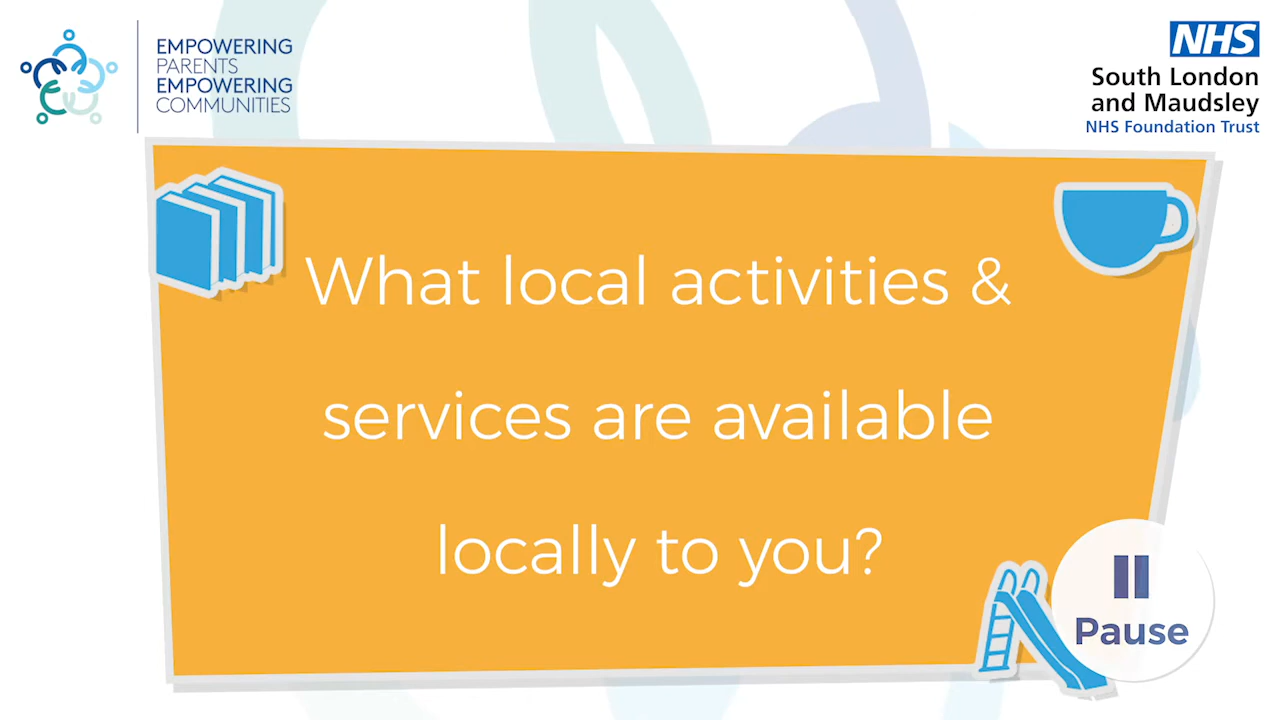 EMPOWERING
PARENTS
EMPOWERING
COMMUNITIES
NHS
South London
and Maudsley
NHS Foundation Trust
What local activities &
services are available
locally to you?
Pause